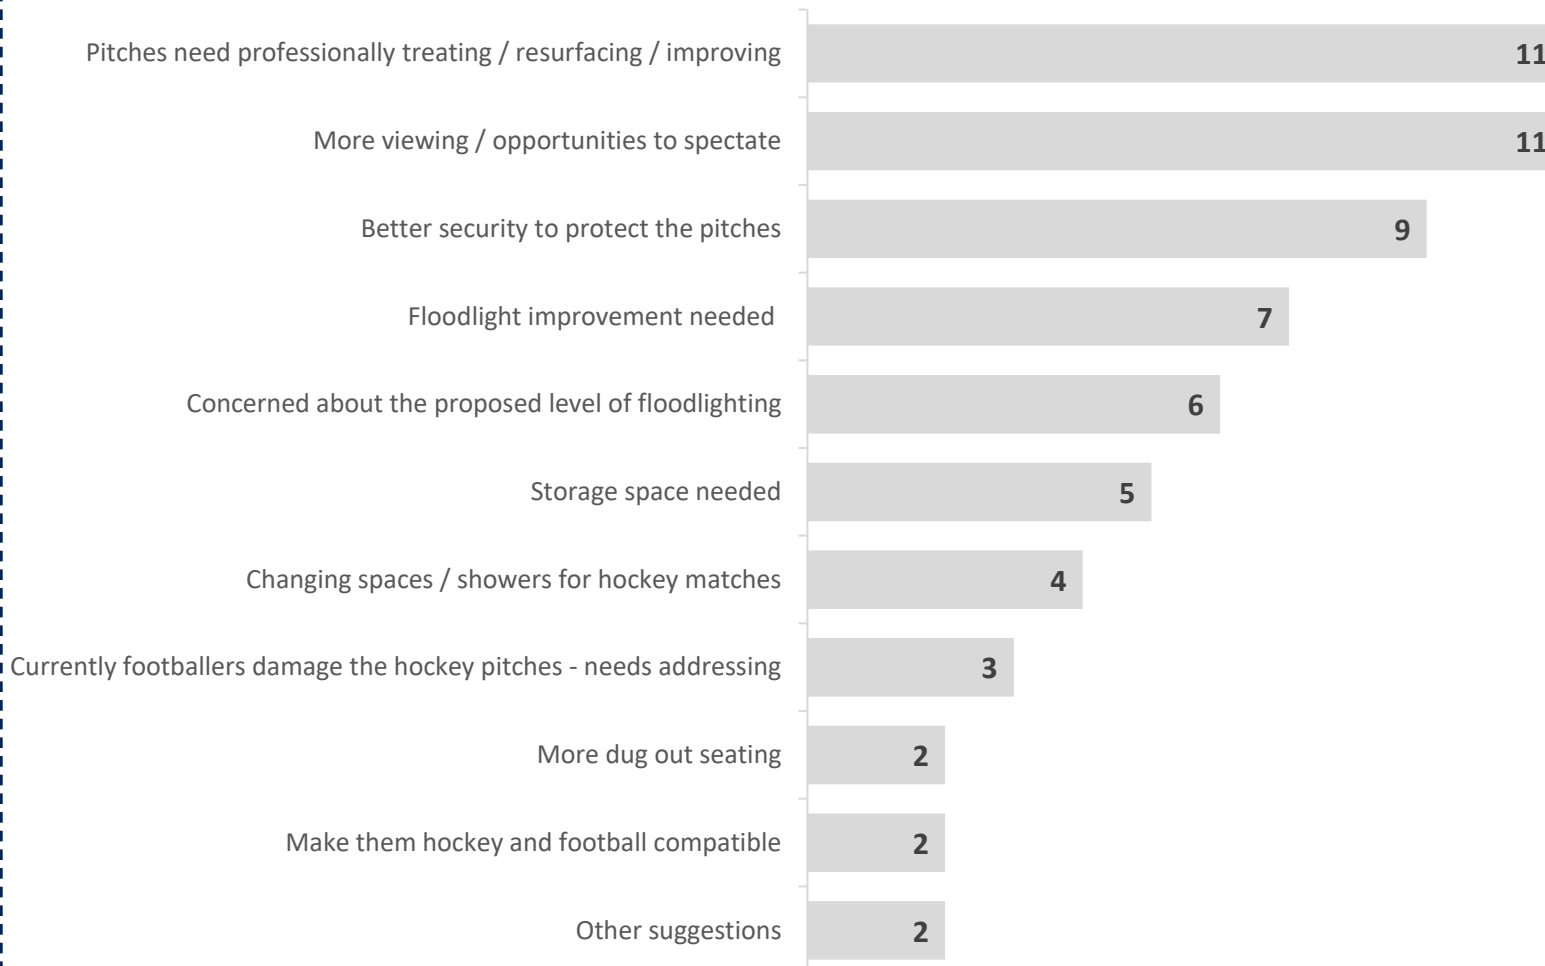 Pitches need professionally treating / resurfacing / improving 11
More viewing / opportunities to spectate 11
Better security to protect the pitches 9
Floodlight improvement needed 7
Concerned about the proposed level of floodlighting 6
Storage space needed 5
Changing spaces / showers for hockey matches 4
Currently footballers damage the hockey pitches - needs addressing 3
More dug out seating 2
Make them hockey and football compatible 2
Other suggestions 2